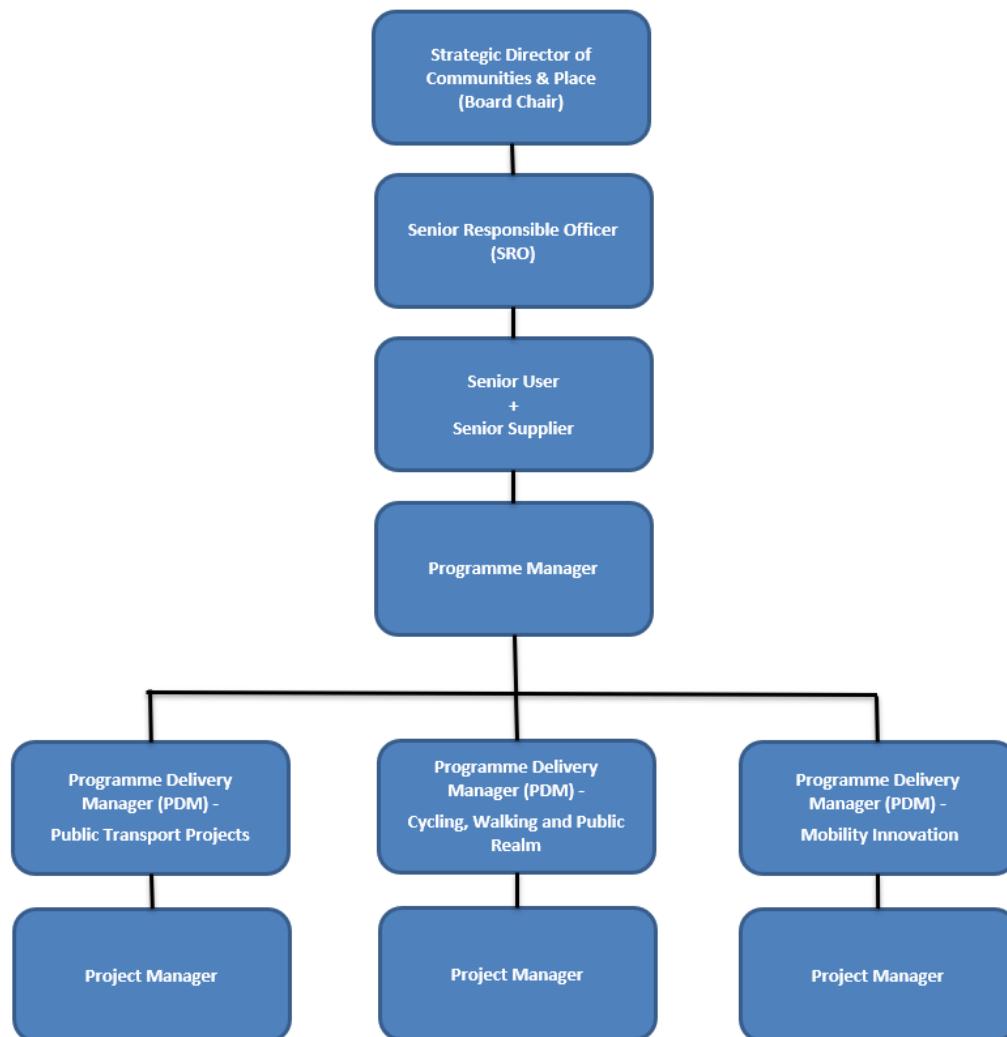 Strategic Director of
Communities & Place
(Board Chair)
Senior Responsible Officer
(SRO)
Senior User
+
Senior Supplier
Programme Manager
Programme Delivery
Manager (PDM) -
Public Transport Projects
Programme Delivery
Manager (PDM) -
Cycling, Walking and Public
Realm
Programme Delivery
Manager (PDM) -
Mobility Innovation
Project Manager
Project Manager
Project Manager